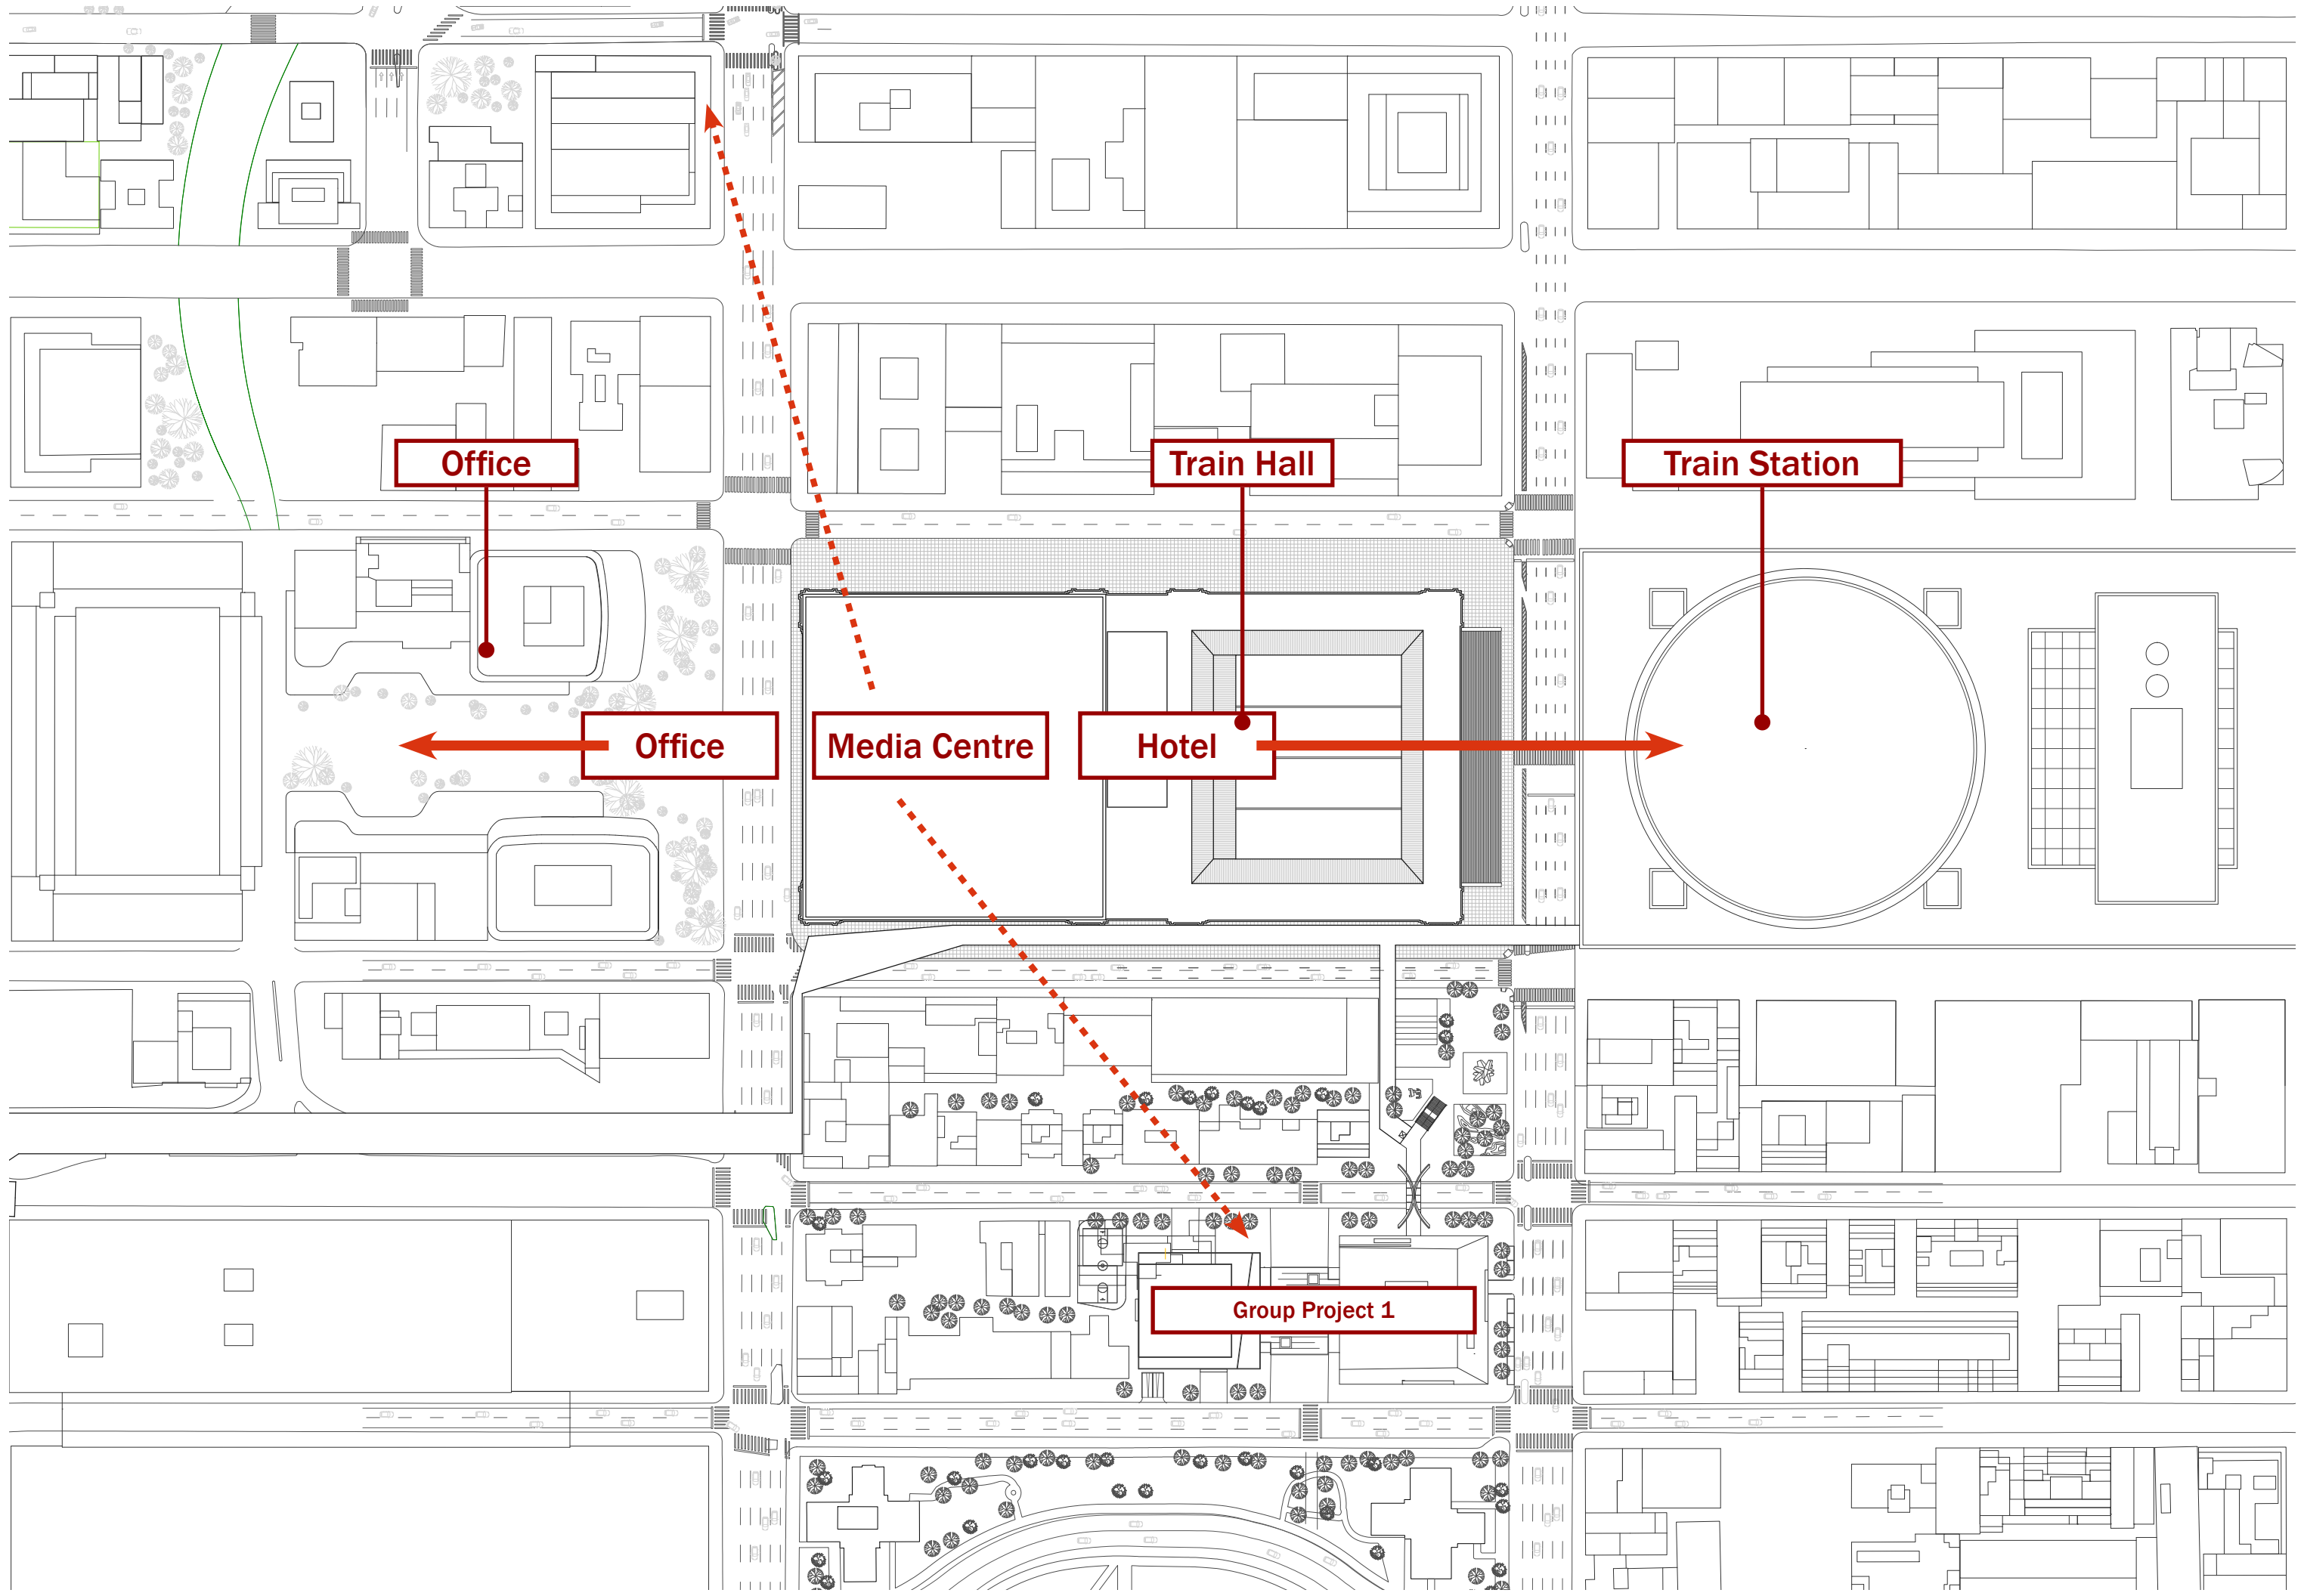 Office
Train Hall
Train Station
Office
Media Centre
Hotel
Group Project 1